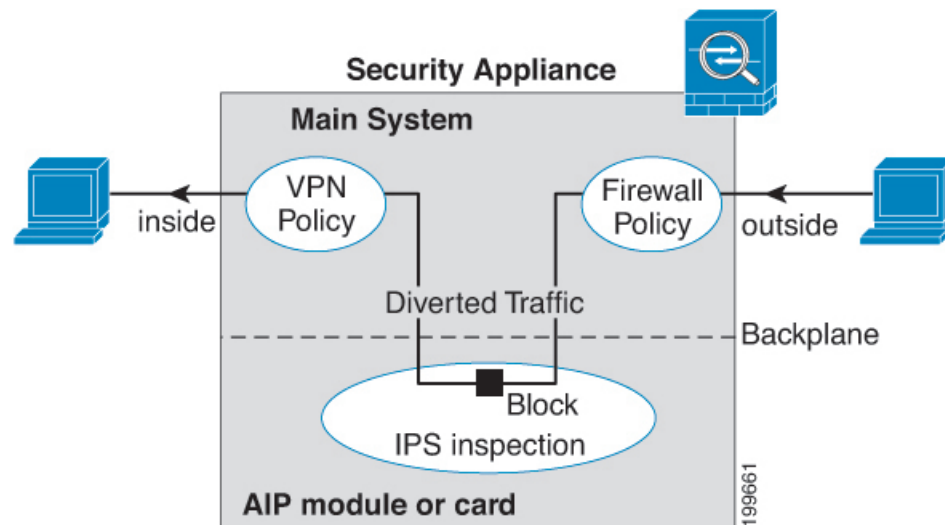 Security Appliance
Main System
VPN
Policy
Firewall
Policy
inside
outside
Diverted Traffic
Backplane
Block
IPS inspection
AIP module or card
199661